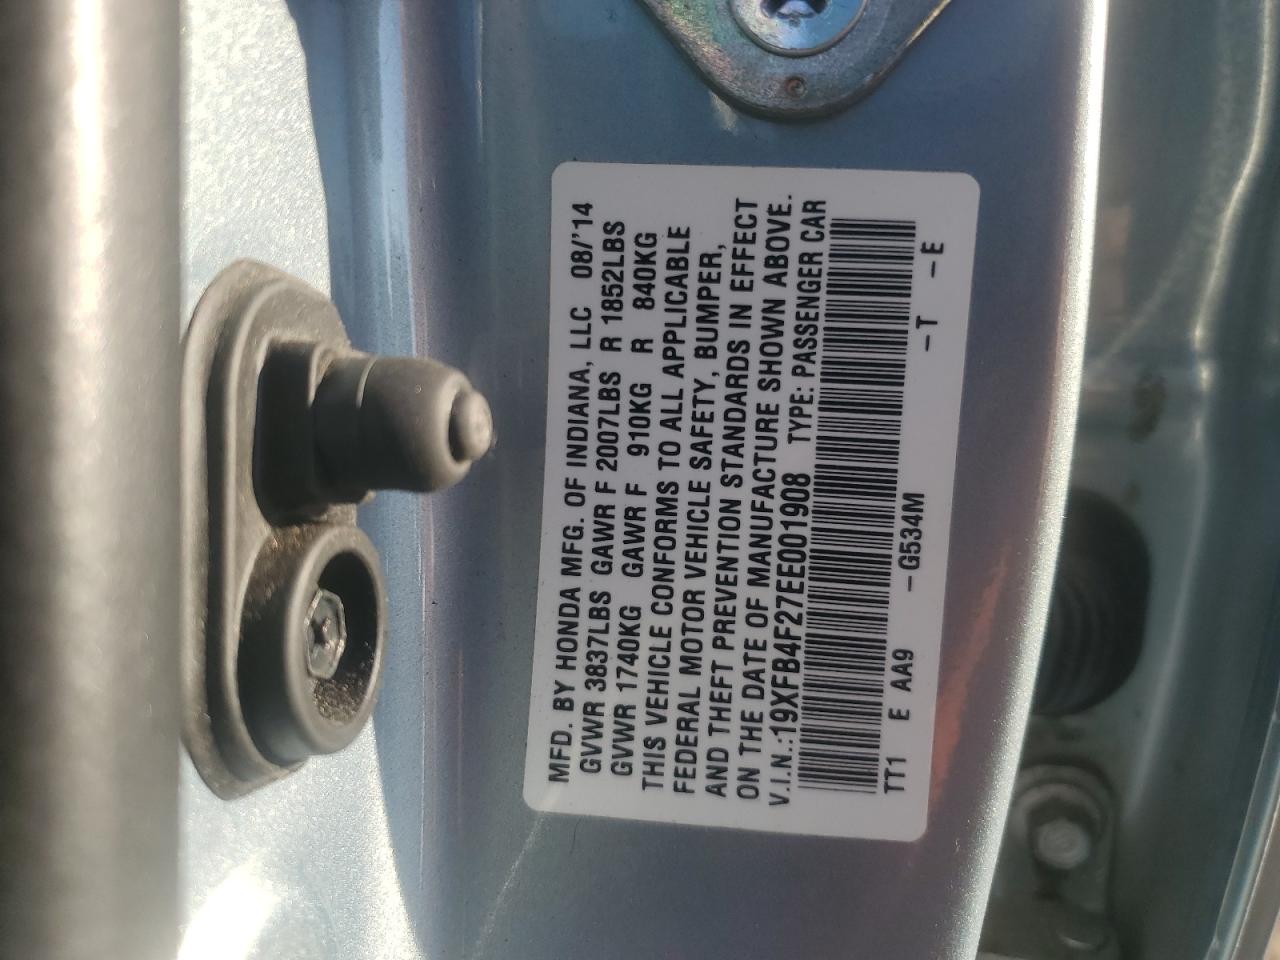 MFD. BY HONDA MFG. OF INDIANA, LLC 08/'14
GVWR 3837LBS GAWR F 2007LBS R 1852LBS
GVWR 1740KG GAWR F 910KG R 840KG
THIS VEHICLE CONFORMS TO ALL APPLICABLE
FEDERAL MOTOR VEHICLE SAFETY, BUMPER,
AND THEFT PREVENTION STANDARDS IN EFFECT
ON THE DATE OF MANUFACTURE SHOWN ABOVE.
V.I.N.:19XFB4F27EE001908 TYPE: PASSENGER CAR
TT1 E AA9 -G534M -T -E